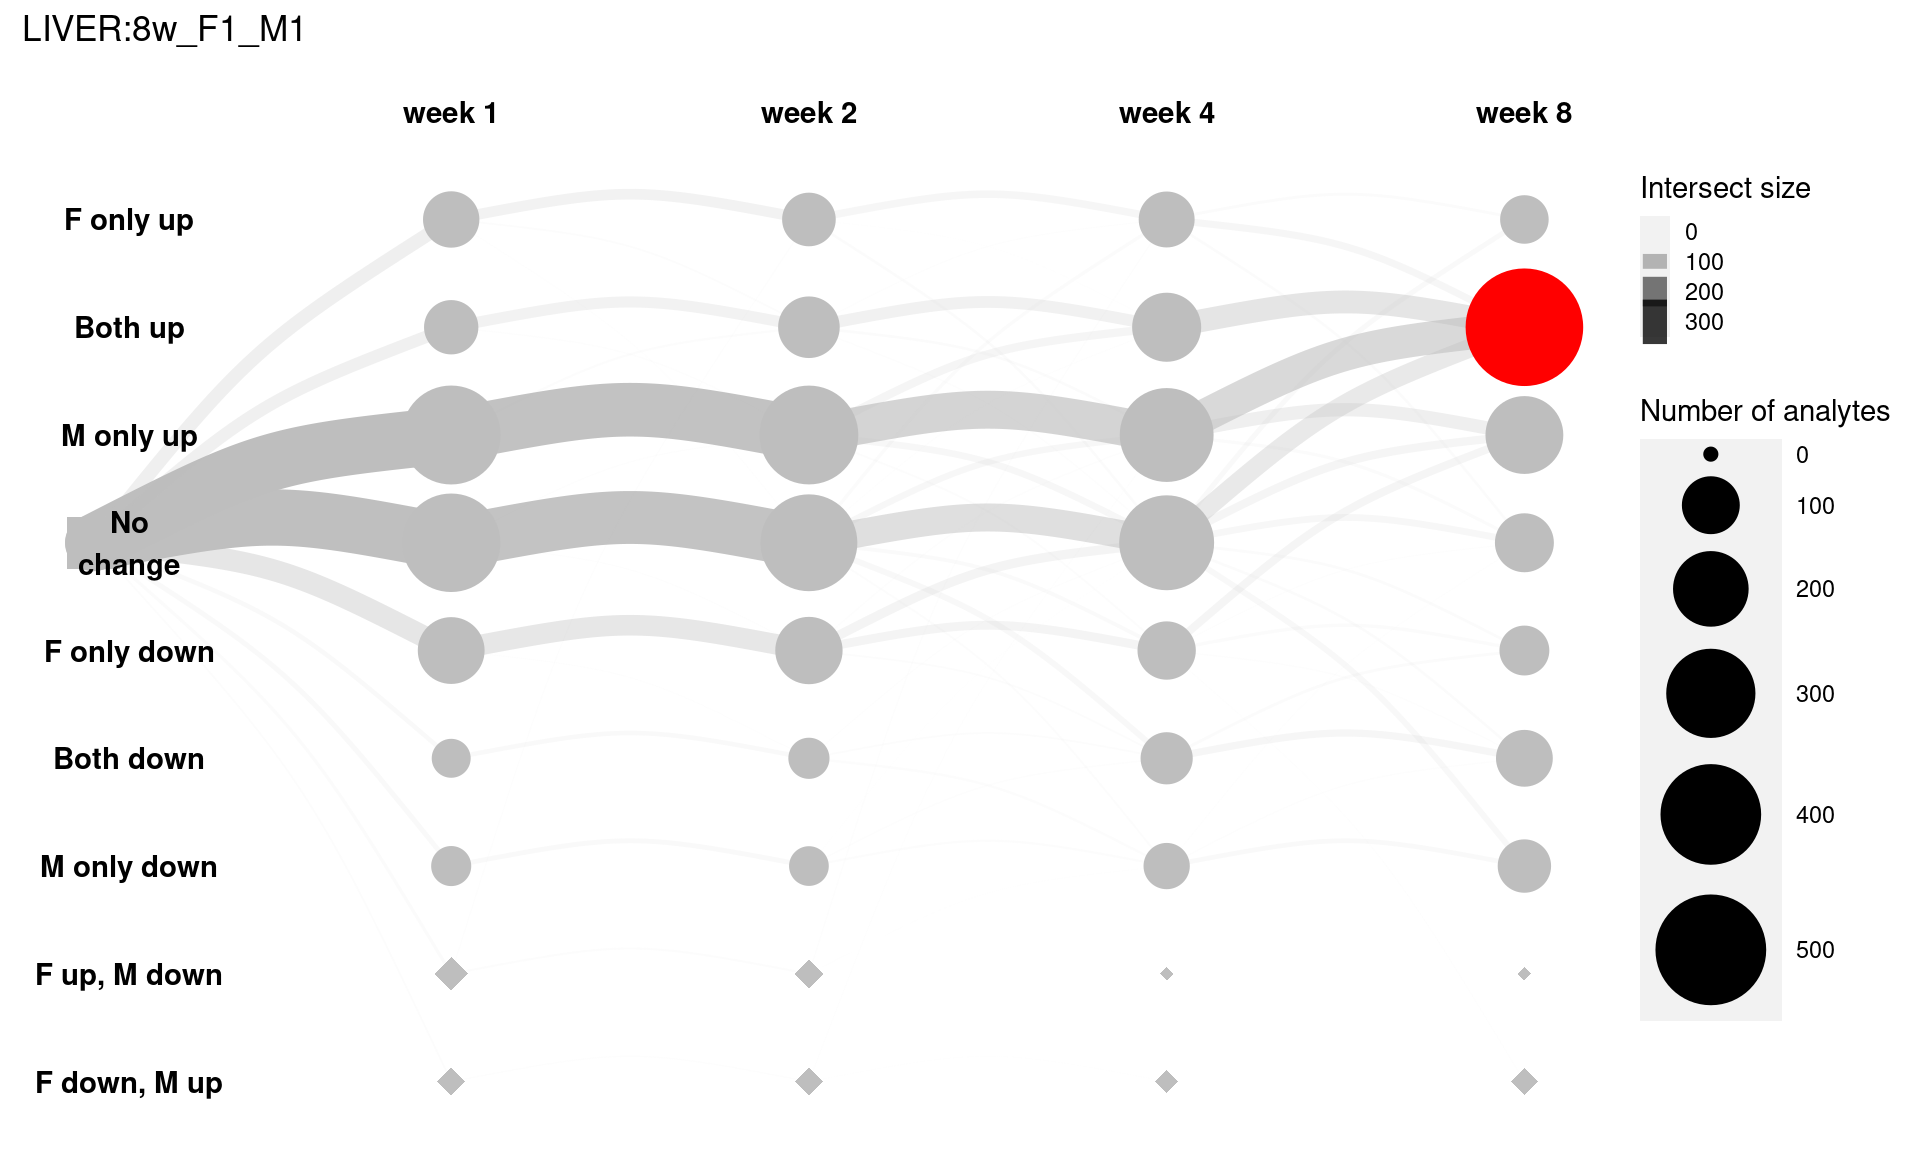 LIVER:8w_F1_M1
week 1
week 2
week 4
week 8
F only up
Both up
M only up
No
change
F only down
Both down
M only down
F up, M down
F down, M up
Intersect size
0
100
200
300
Number of analytes
0
100
200
300
400
500